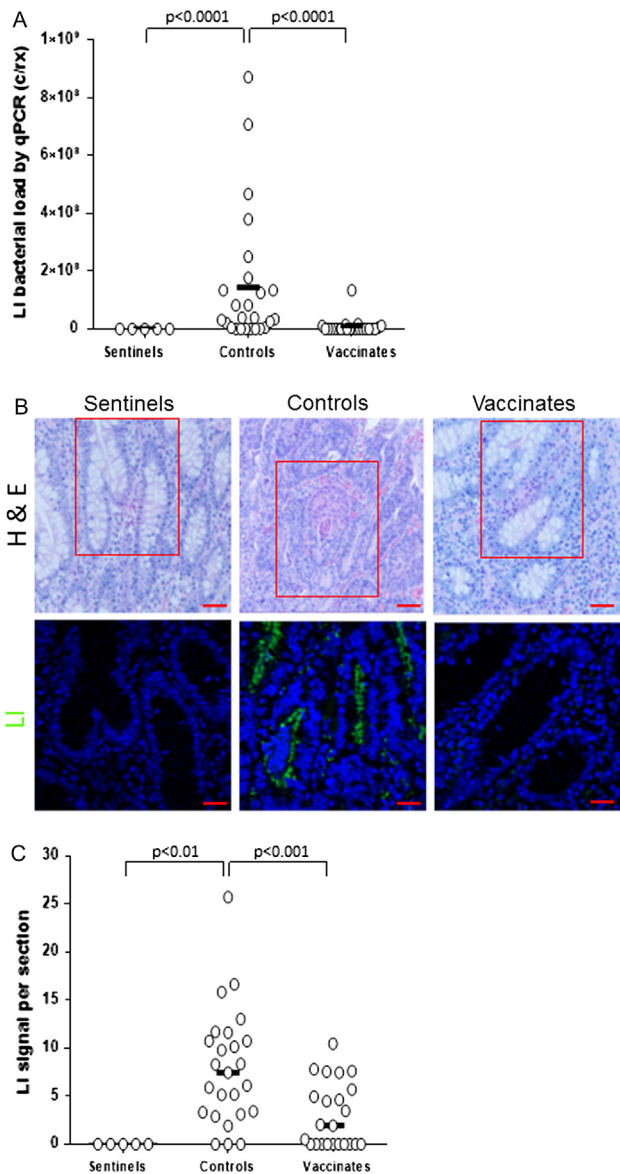 A
p<0.0001 p<0.0001
LI bacterial load by qPCR (c/rx)
1×10⁹
8×10⁸
6×10⁸
4×10⁸
2×10⁸
0
Sentinels Controls Vaccinates
B
Sentinels Controls Vaccinates
H & E
LI
C
p<0.01 p<0.001
LI signal per section
30
25
20
15
10
5
0
Sentinels Controls Vaccinates